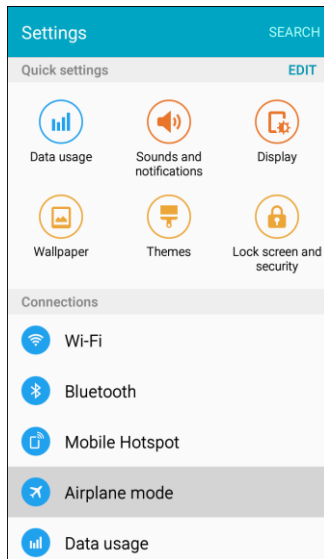 Settings SEARCH
Quick settings EDIT
Data usage Sounds and Display
notifications
Wallpaper Themes Lock screen and
security
Connections
Wi-Fi
Bluetooth
Mobile Hotspot
Airplane mode
Data usage